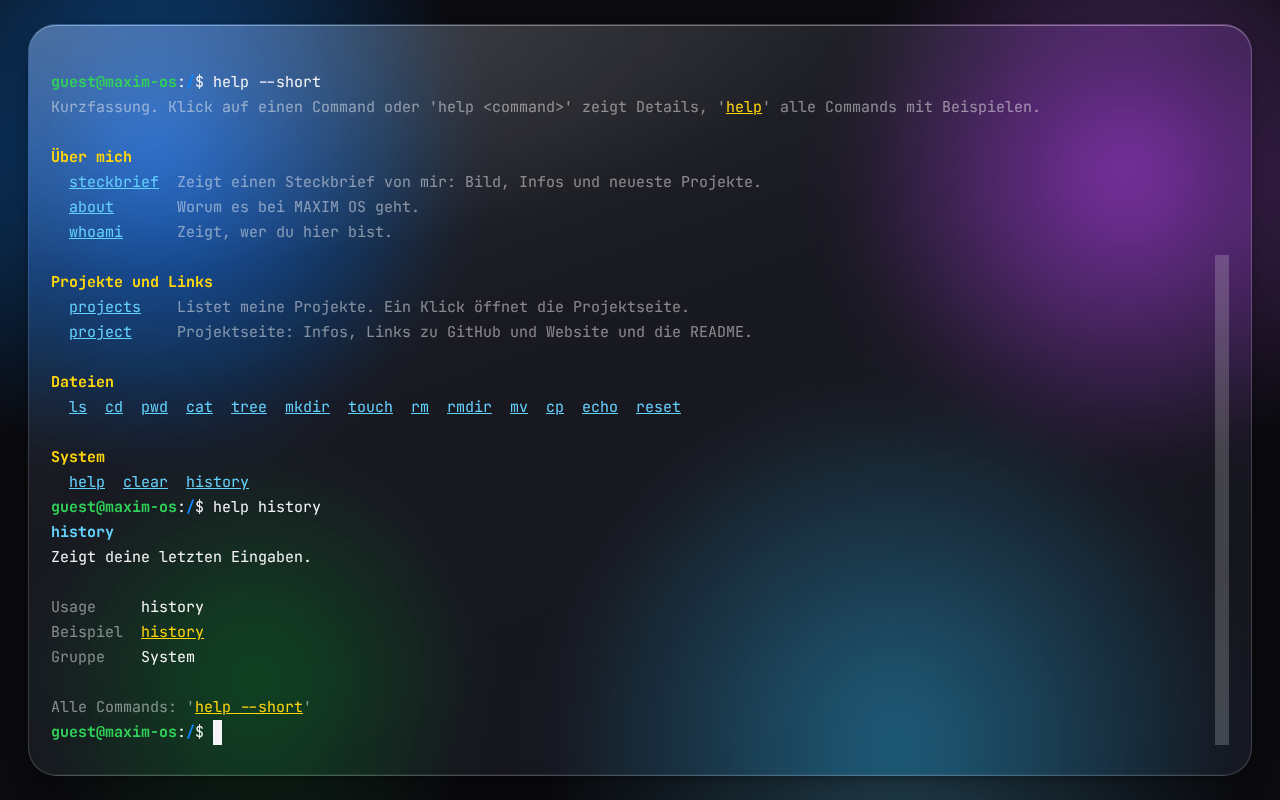 guest@maxim-os:/$ help --short
Kurzfassung. Klick auf einen Command oder 'help <command>' zeigt Details, 'help' alle Commands mit Beispielen.
Über mich
steckbrief  Zeigt einen Steckbrief von mir: Bild, Infos und neueste Projekte.
about       Worum es bei MAXIM OS geht.
whoami      Zeigt, wer du hier bist.
Projekte und Links
projects    Listet meine Projekte. Ein Klick öffnet die Projektseite.
project     Projektseite: Infos, Links zu GitHub und Website und die README.
Dateien
ls  cd  pwd  cat  tree  mkdir  touch  rm  rmdir  mv  cp  echo  reset
System
help  clear  history
guest@maxim-os:/$ help history
history
Zeigt deine letzten Eingaben.
Usage     history
Beispiel  history
Gruppe    System
Alle Commands: 'help --short'
guest@maxim-os:/$